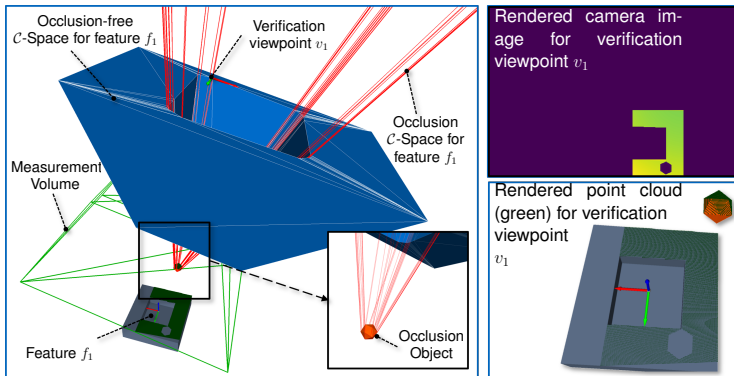 Occlusion-free
C-Space for feature f₁
Verification
viewpoint v₁
Occlusion
C-Space for
feature f₁
Measurement
Volume
Feature f₁
Occlusion
Object
Rendered camera im-
age for verification
viewpoint v₁
Rendered point cloud
(green) for verification
viewpoint
v₁